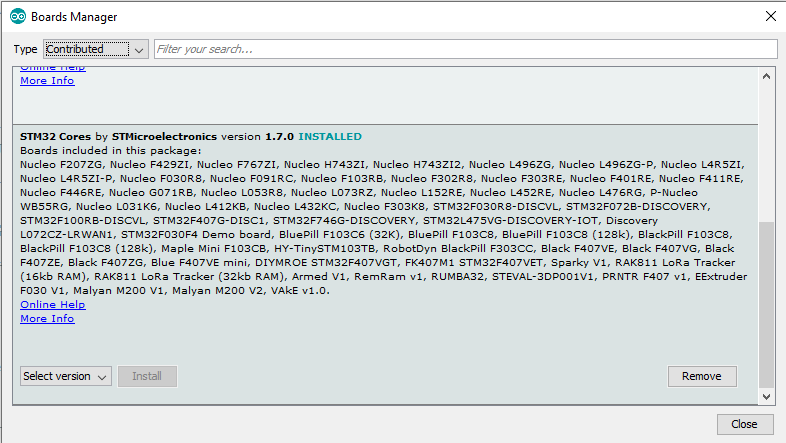 Boards Manager
Type Contributed Filter your search...
Online Help
More Info
STM32 Cores by STMicroelectronics version 1.7.0 INSTALLED
Boards included in this package:
Nucleo F207ZG, Nucleo F429ZI, Nucleo F767ZI, Nucleo H743ZI, Nucleo H743ZI2, Nucleo L496ZG, Nucleo L496ZG-P, Nucleo L4R5ZI,
Nucleo L4R5ZI-P, Nucleo F030R8, Nucleo F091RC, Nucleo F103RB, Nucleo F302R8, Nucleo F303RE, Nucleo F401RE, Nucleo F411RE,
Nucleo F446RE, Nucleo G071RB, Nucleo L053R8, Nucleo L073RZ, Nucleo L152RE, Nucleo L452RE, Nucleo L476RG, P-Nucleo
WB55RG, Nucleo L031K6, Nucleo L412KB, Nucleo L432KC, Nucleo F303K8, STM32F030R8-DISCVL, STM32F072B-DISCOVERY,
STM32F100RB-DISCVL, STM32F407G-DISC1, STM32F746G-DISCOVERY, STM32L475VG-DISCOVERY-IOT, Discovery
L072CZ-LRWAN1, STM32F030F4 Demo board, BluePill F103C6 (32K), BluePill F103C8, BluePill F103C8 (128k), BlackPill F103C8,
BlackPill F103C8 (128k), Maple Mini F103CB, HY-TinySTM103TB, RobotDyn BlackPill F303CC, Black F407VE, Black F407VG, Black
F407ZE, Black F407ZG, Blue F407VE mini, DIYMROE STM32F407VGT, FK407M1 STM32F407VET, Sparky V1, RAK811 LoRa Tracker
(16kb RAM), RAK811 LoRa Tracker (32kb RAM), Armed V1, RemRam v1, RUMBA32, STEVAL-3DP001V1, PRNTR F407 v1, EExtruder
F030 V1, Malyan M200 V1, Malyan M200 V2, VAkE v1.0.
Online Help
More Info
Select version Install Remove
Close